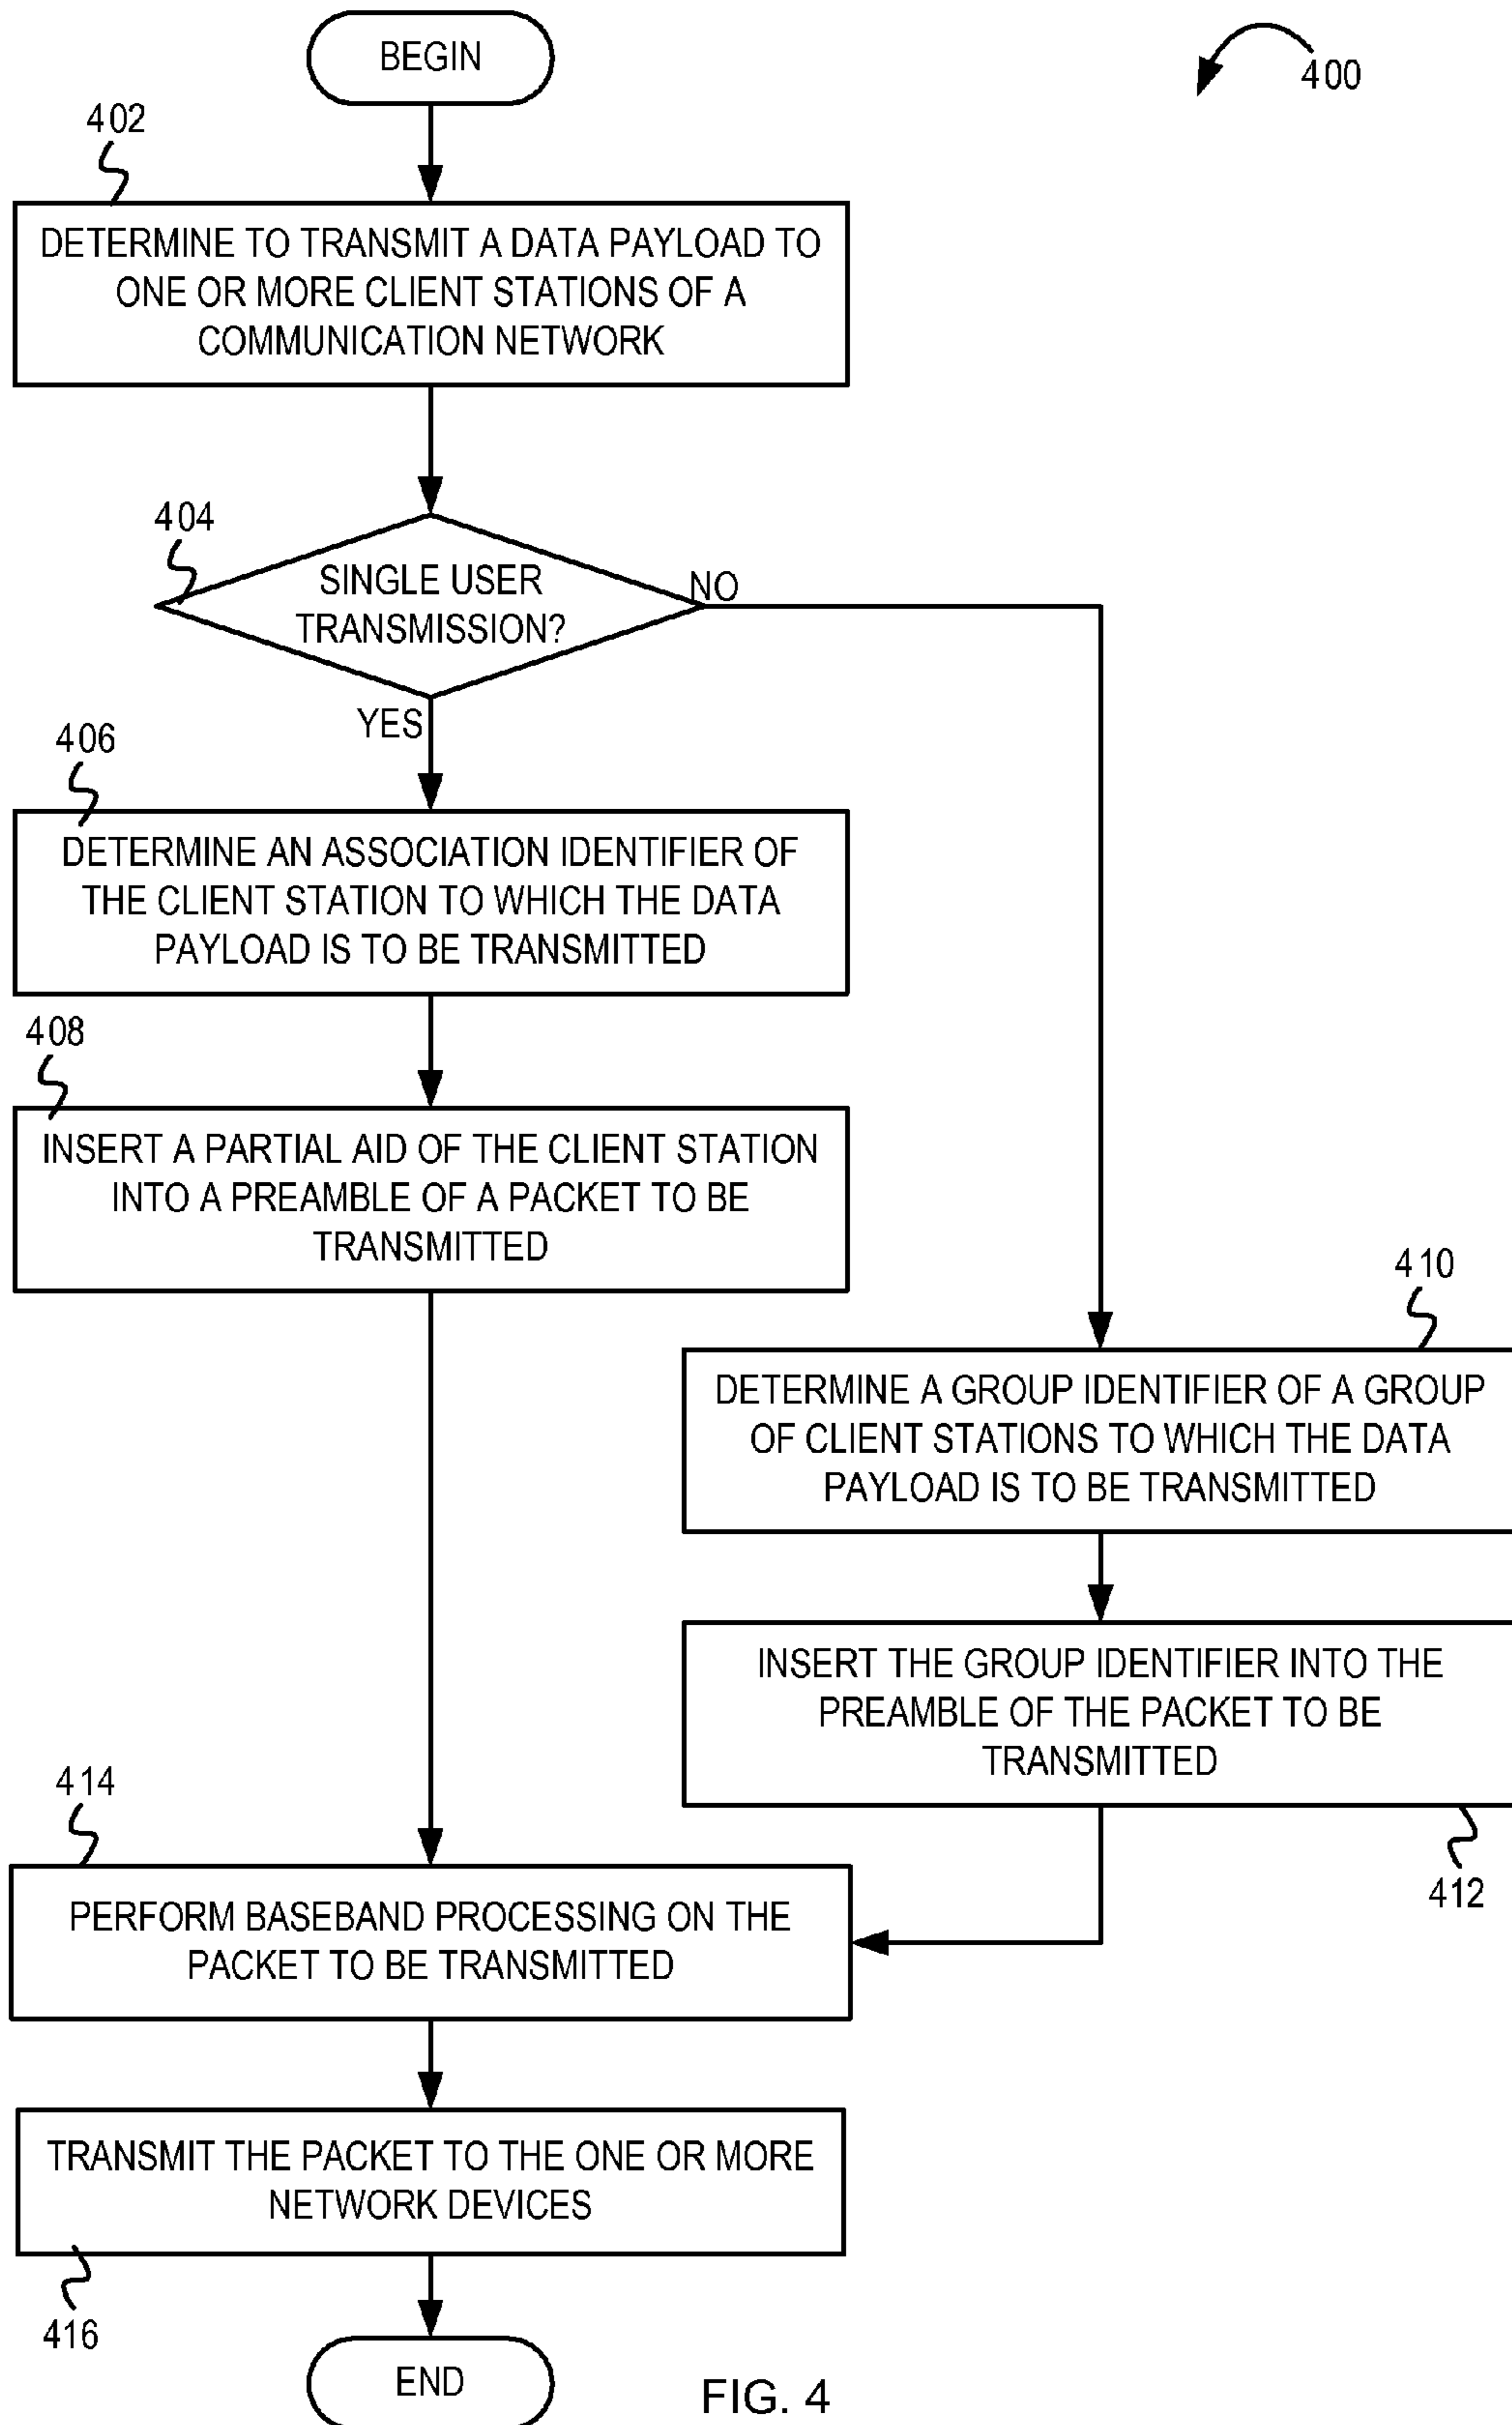 BEGIN
400
402
DETERMINE TO TRANSMIT A DATA PAYLOAD TO
ONE OR MORE CLIENT STATIONS OF A
COMMUNICATION NETWORK
404
SINGLE USER
TRANSMISSION?
NO
YES
406
DETERMINE AN ASSOCIATION IDENTIFIER OF
THE CLIENT STATION TO WHICH THE DATA
PAYLOAD IS TO BE TRANSMITTED
408
INSERT A PARTIAL AID OF THE CLIENT STATION
INTO A PREAMBLE OF A PACKET TO BE
TRANSMITTED
410
DETERMINE A GROUP IDENTIFIER OF A GROUP
OF CLIENT STATIONS TO WHICH THE DATA
PAYLOAD IS TO BE TRANSMITTED
INSERT THE GROUP IDENTIFIER INTO THE
PREAMBLE OF THE PACKET TO BE
TRANSMITTED
412
414
PERFORM BASEBAND PROCESSING ON THE
PACKET TO BE TRANSMITTED
TRANSMIT THE PACKET TO THE ONE OR MORE
NETWORK DEVICES
416
END
FIG. 4